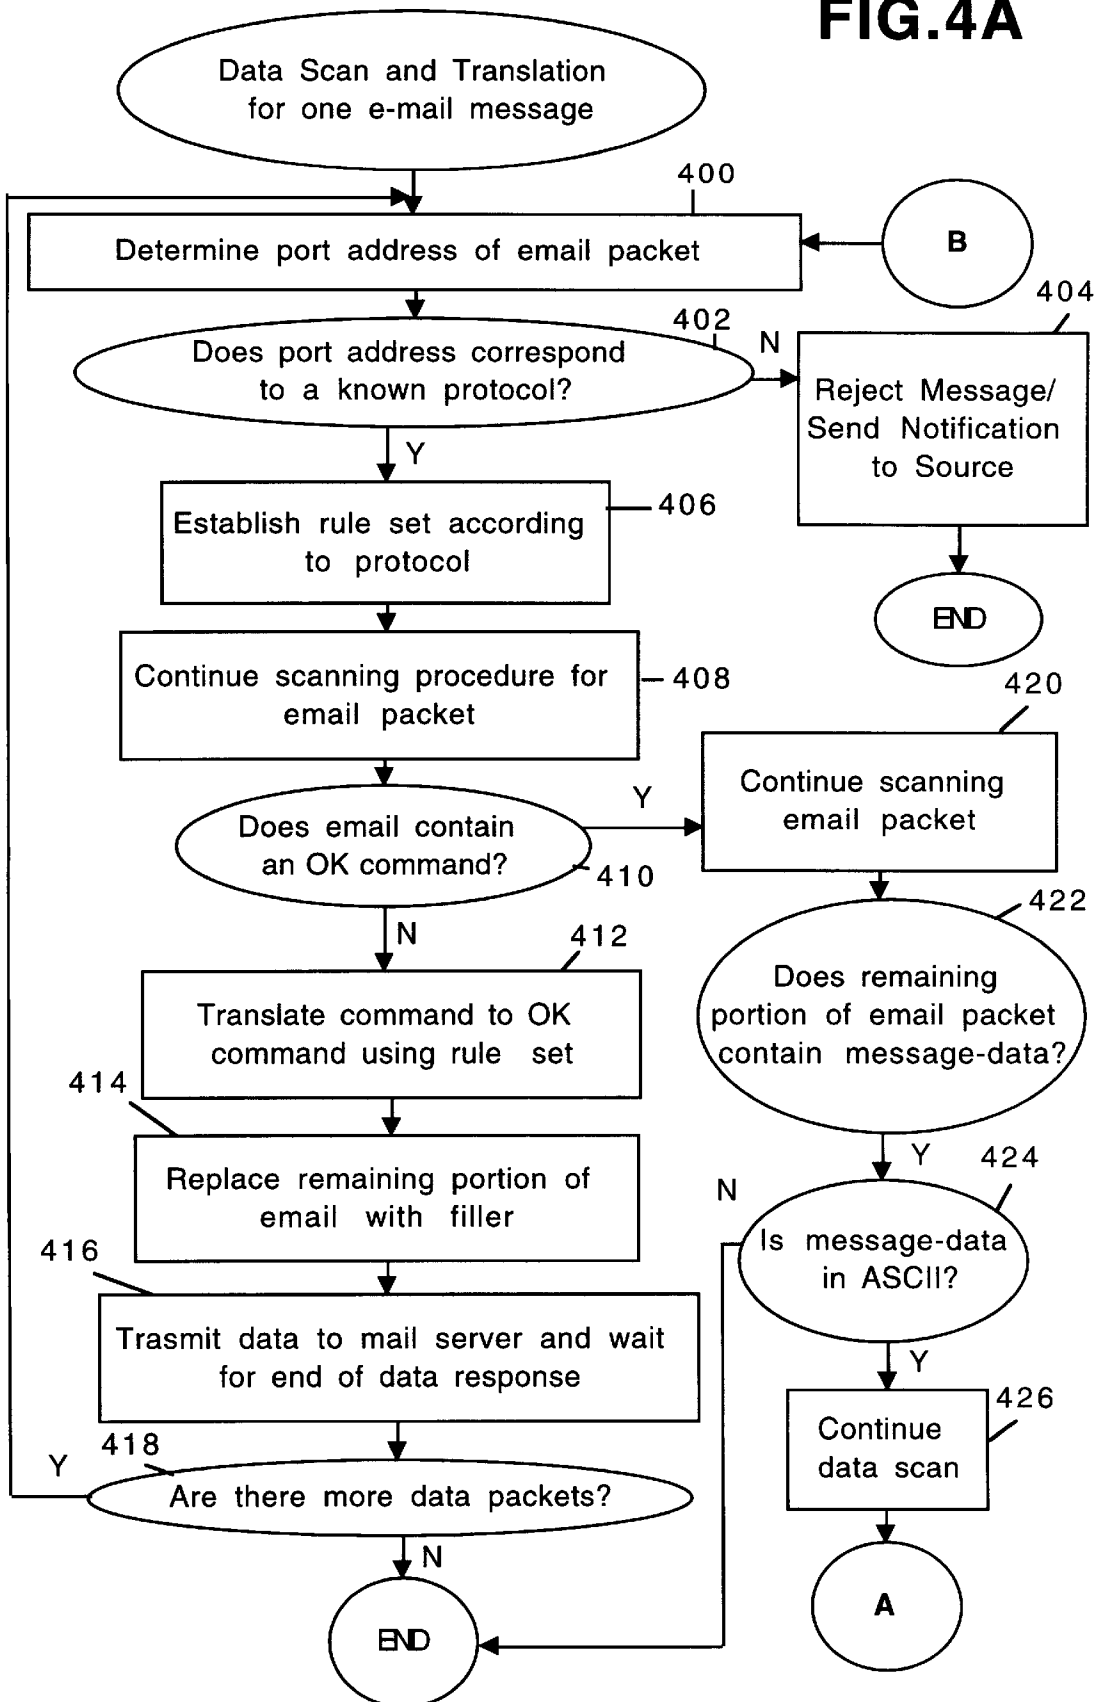 FIG.4A
Data Scan and Translation
for one e-mail message
400
Determine port address of email packet
B
402
Does port address correspond
to a known protocol?
N
404
Reject Message/
Send Notification
to Source
Y
406
Establish rule set according
to protocol
END
Continue scanning procedure for
email packet
408
420
Continue scanning
email packet
Y
Does email contain
an OK command?
410
422
Does remaining
portion of email packet
contain message-data?
N
412
Translate command to OK
command using rule set
414
Replace remaining portion of
email with filler
Y
424
N
Is message-data
in ASCII?
416
Trasmit data to mail server and wait
for end of data response
Y
426
Continue
data scan
418
Y
Are there more data packets?
N
END
A